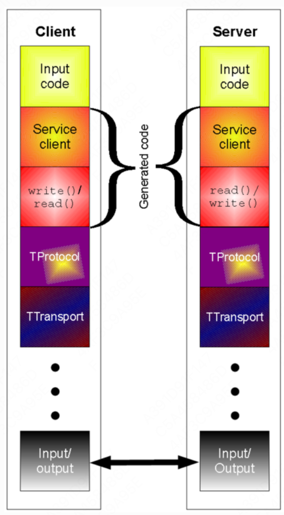 Client
Server
Input
code
Input
code
Service
client
Generated code
Service
client
write()/
read()
read()/
write()
TProtocol
TProtocol
TTransport
TTransport
Input/
output
Input/
Output